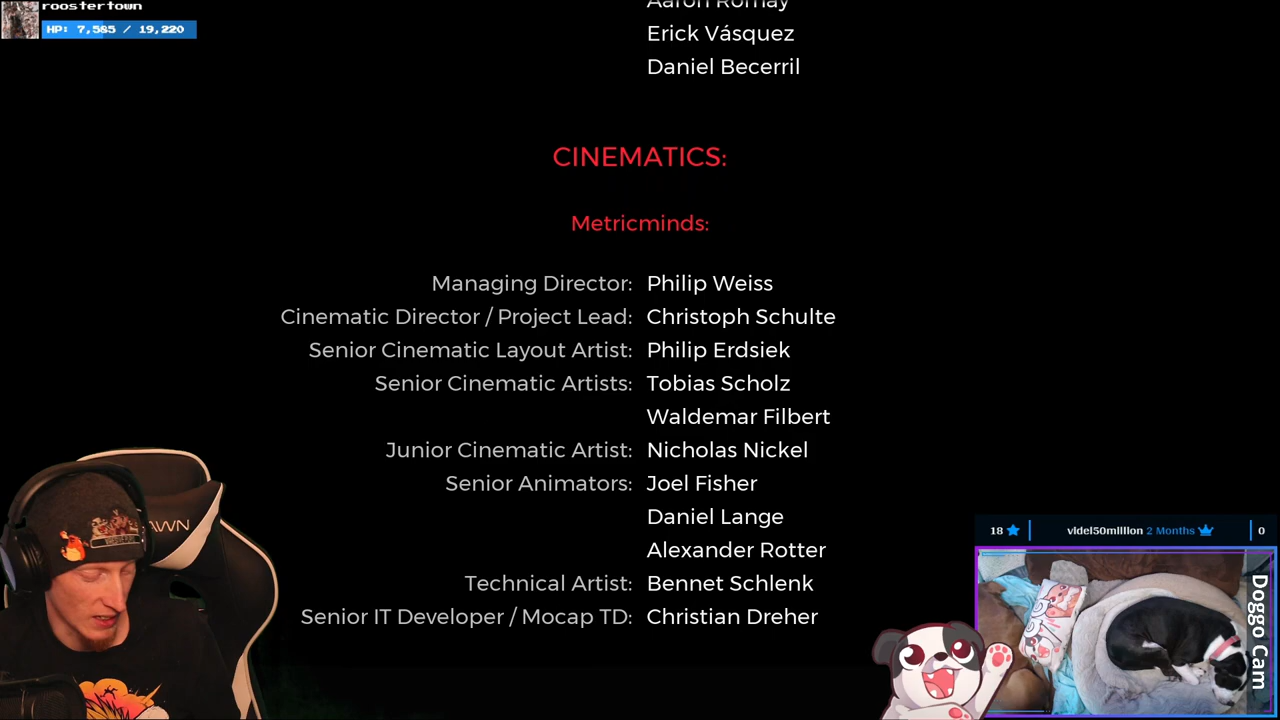 roostertown
HP: 7,505 / 19,220
Aaron Romay
Erick Vásquez
Daniel Becerril
CINEMATICS:
Metricminds:
Managing Director: Philip Weiss
Cinematic Director / Project Lead: Christoph Schulte
Senior Cinematic Layout Artist: Philip Erdsiek
Senior Cinematic Artists: Tobias Scholz
Waldemar Filbert
Junior Cinematic Artist: Nicholas Nickel
Senior Animators: Joel Fisher
Daniel Lange
Alexander Rotter
Technical Artist: Bennet Schlenk
Senior IT Developer / Mocap TD: Christian Dreher
18
videl50million 2 Months
0
Doggo Cam